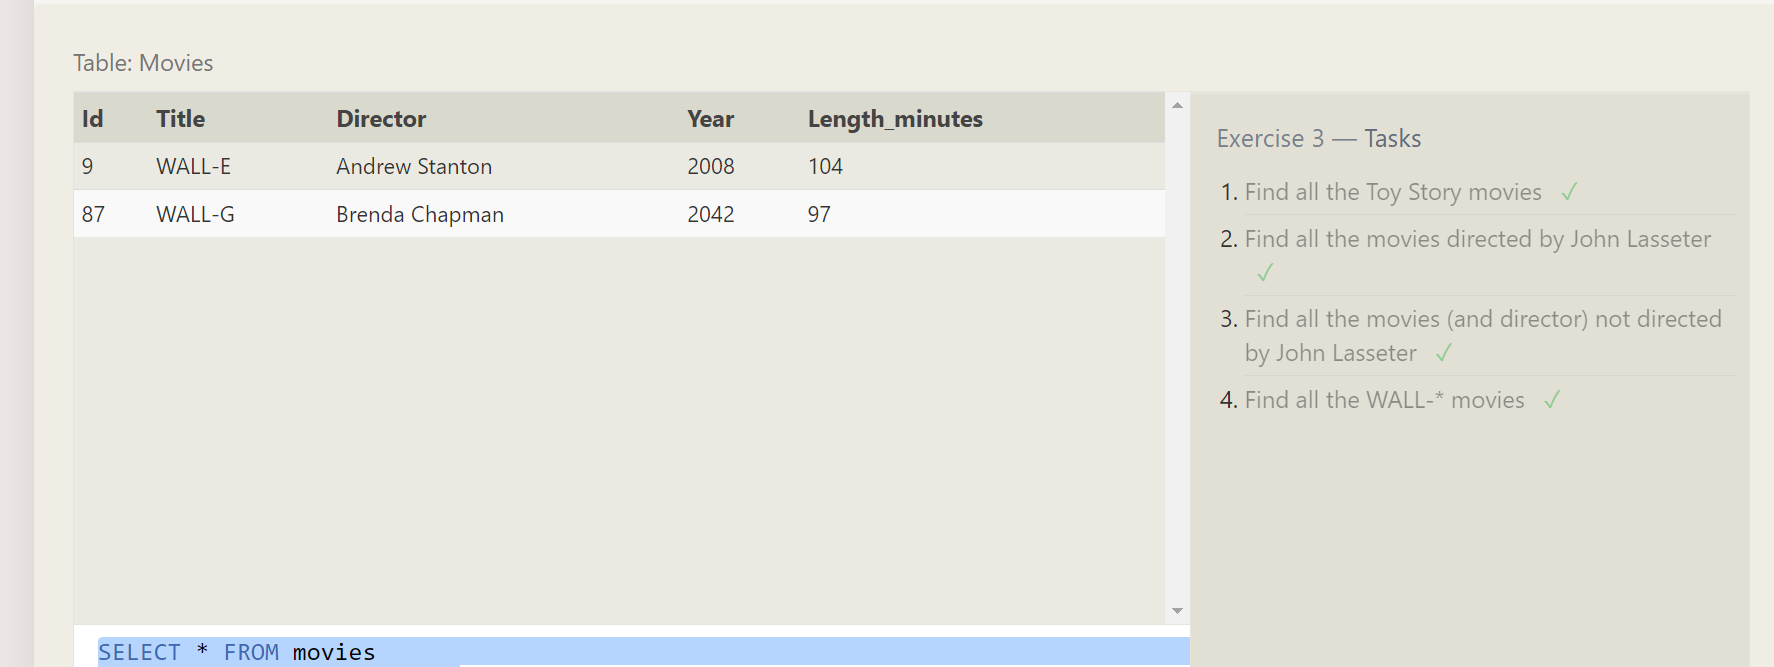 Table: Movies
Id Title Director Year Length_minutes
9 WALL-E Andrew Stanton 2008 104
87 WALL-G Brenda Chapman 2042 97
Exercise 3 — Tasks
1. Find all the Toy Story movies ✓
2. Find all the movies directed by John Lasseter
✓
3. Find all the movies (and director) not directed
by John Lasseter ✓
4. Find all the WALL-* movies ✓
SELECT * FROM movies